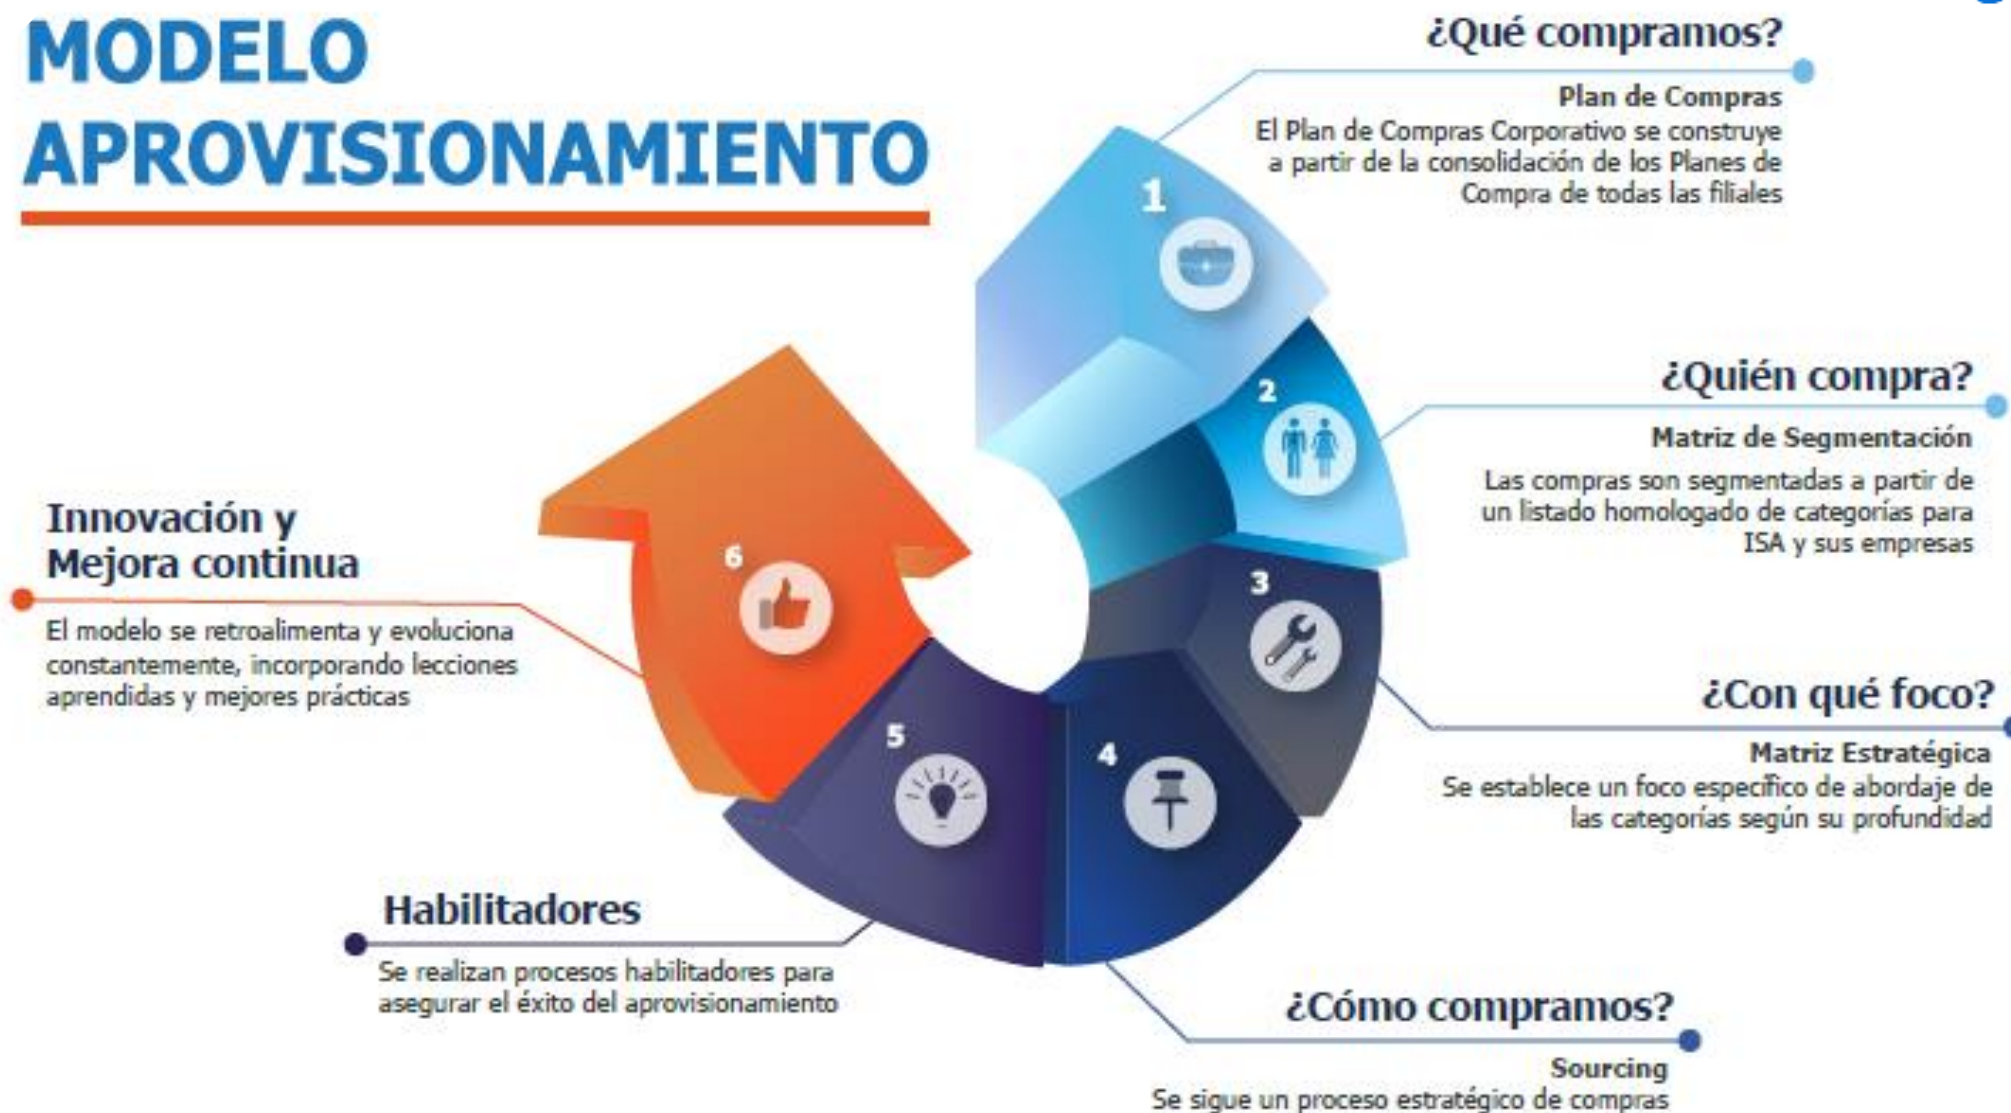 MODELO
APROVISIONAMIENTO
¿Qué compramos?
Plan de Compras
El Plan de Compras Corporativo se construye
a partir de la consolidación de los Planes de
Compra de todas las filiales
1
2
¿Quién compra?
Matriz de Segmentación
Las compras son segmentadas a partir de
un listado homologado de categorías para
ISA y sus empresas
3
¿Con qué foco?
Matriz Estratégica
Se establece un foco específico de abordaje de
las categorías según su profundidad
4
¿Cómo compramos?
Sourcing
Se sigue un proceso estratégico de compras
5
Habilitadores
Se realizan procesos habilitadores para
asegurar el éxito del aprovisionamiento
6
Innovación y
Mejora continua
El modelo se retroalimenta y evoluciona
constantemente, incorporando lecciones
aprendidas y mejores prácticas